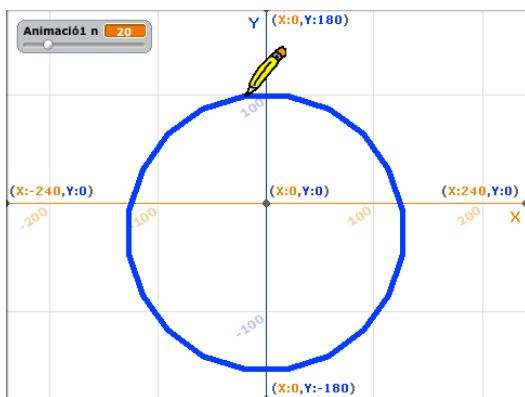 Animació1 n 20
Y
(X:0,Y:180)
100
(X:-240,Y:0)
(X:0,Y:0)
(X:240,Y:0)
-200
-100
100
200
X
-100
(X:0,Y:-180)